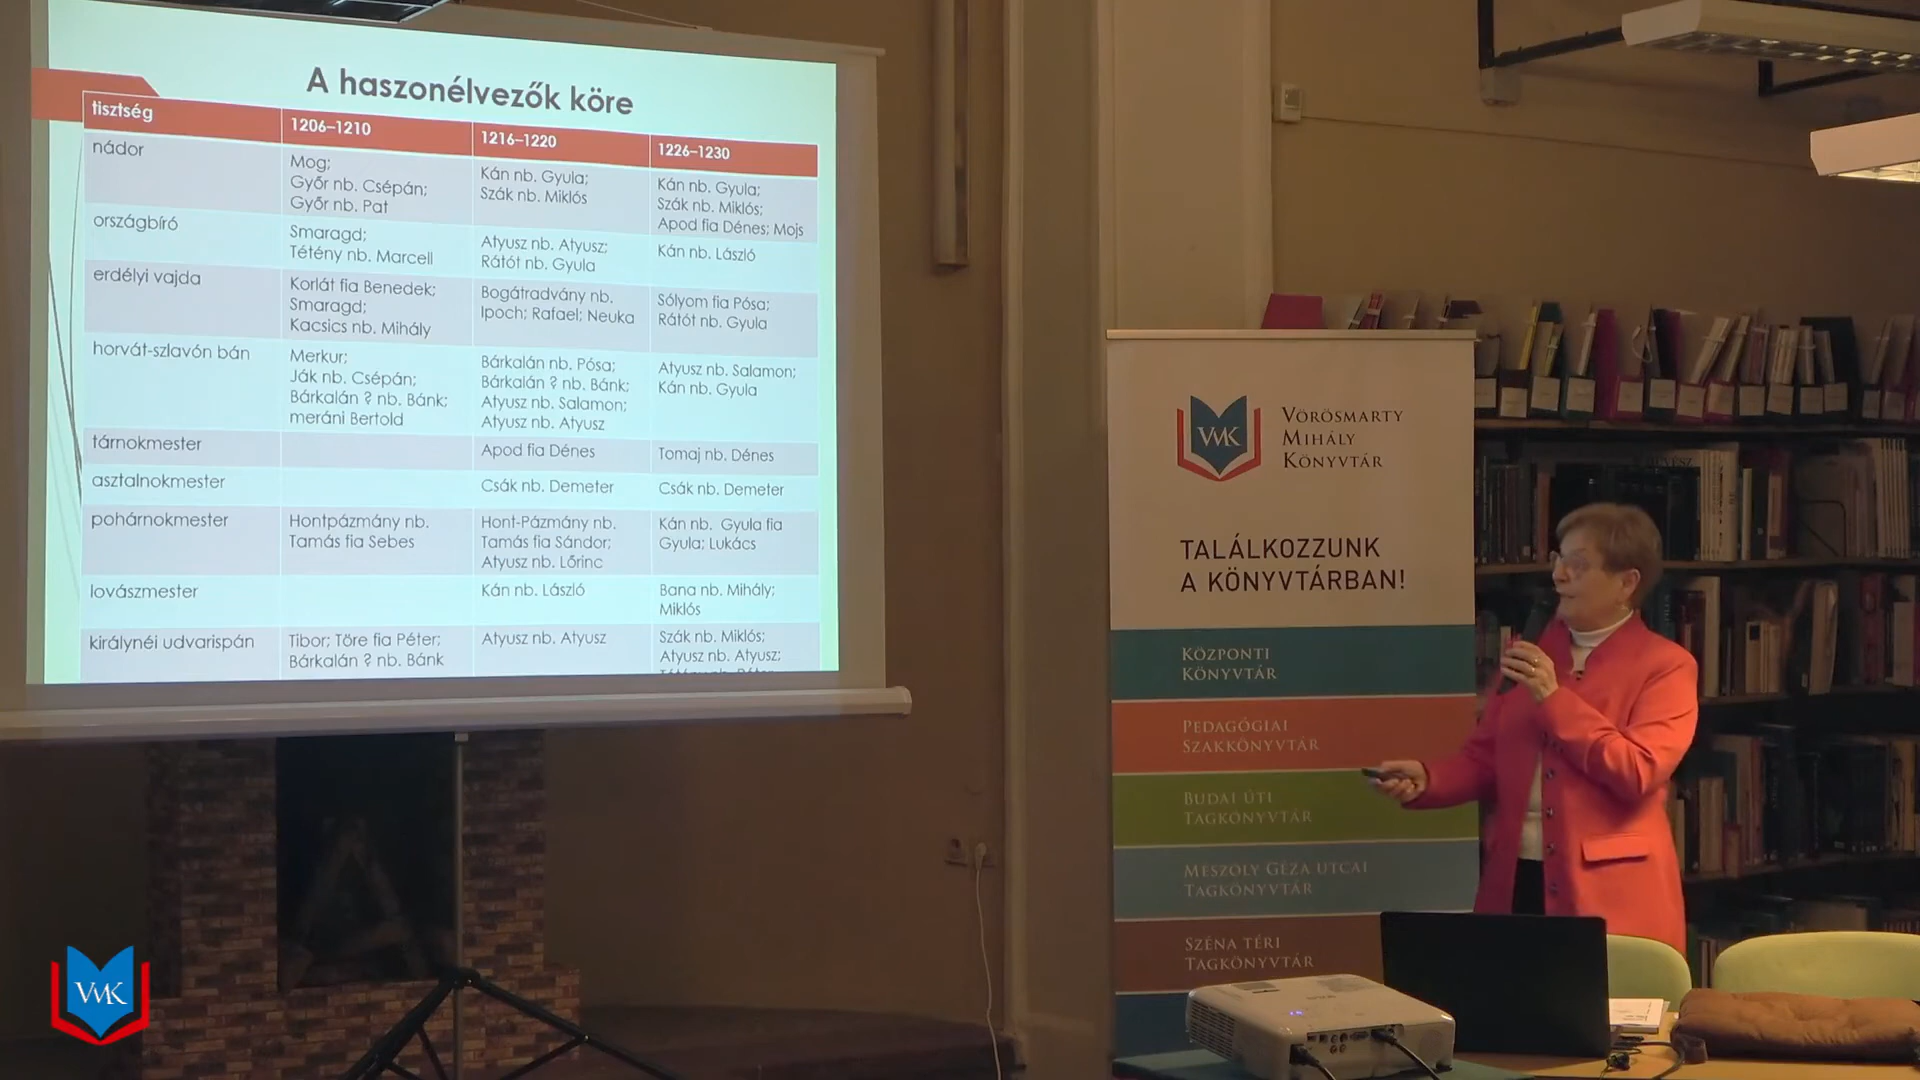 A haszonélvezők köre
tisztség
1206–1210
1216–1220
1226–1230
nádor
Mog;
Győr nb. Csépán;
Győr nb. Pat
Kán nb. Gyula;
Szák nb. Miklós
Kán nb. Gyula;
Szák nb. Miklós;
Apod fia Dénes; Mojs
országbíró
Smaragd;
Tétény nb. Marcell
Atyusz nb. Atyusz;
Rátót nb. Gyula
Kán nb. László
erdélyi vajda
Korlát fia Benedek;
Smaragd;
Kacsics nb. Mihály
Bogátradvány nb.
Ipoch; Rafael; Neuka
Sólyom fia Pósa;
Rátót nb. Gyula
horvát-szlavón bán
Merkur;
Ják nb. Csépán;
Bárkalán ? nb. Bánk;
meráni Bertold
Bárkalán nb. Pósa;
Bárkalán ? nb. Bánk;
Atyusz nb. Salamon;
Atyusz nb. Atyusz
Atyusz nb. Salamon;
Kán nb. Gyula
tárnokmester
Apod fia Dénes
Tomaj nb. Dénes
asztalnokmester
Csák nb. Demeter
Csák nb. Demeter
pohárnokmester
Hontpázmány nb.
Tamás fia Sebes
Hont-Pázmány nb.
Tamás fia Sándor;
Atyusz nb. Lőrinc
Kán nb. Gyula fia
Gyula; Lukács
lovászmester
Kán nb. László
Bana nb. Mihály;
Miklós
királynéi udvarispán
Tibor; Töre fia Péter;
Bárkalán ? nb. Bánk
Atyusz nb. Atyusz
Szák nb. Miklós;
Atyusz nb. Atyusz;
VMK
VÖRÖSMARTY
MIHÁLY
KÖNYVTÁR
TALÁLKOZZUNK
A KÖNYVTÁRBAN!
KÖZPONTI
KÖNYVTÁR
PEDAGÓGIAI
SZAKKÖNYVTÁR
BUDAI ÚTI
TAGKÖNYVTÁR
MÉSZÖLY GÉZA UTCAI
TAGKÖNYVTÁR
SZÉNA TÉRI
TAGKÖNYVTÁR
VMK